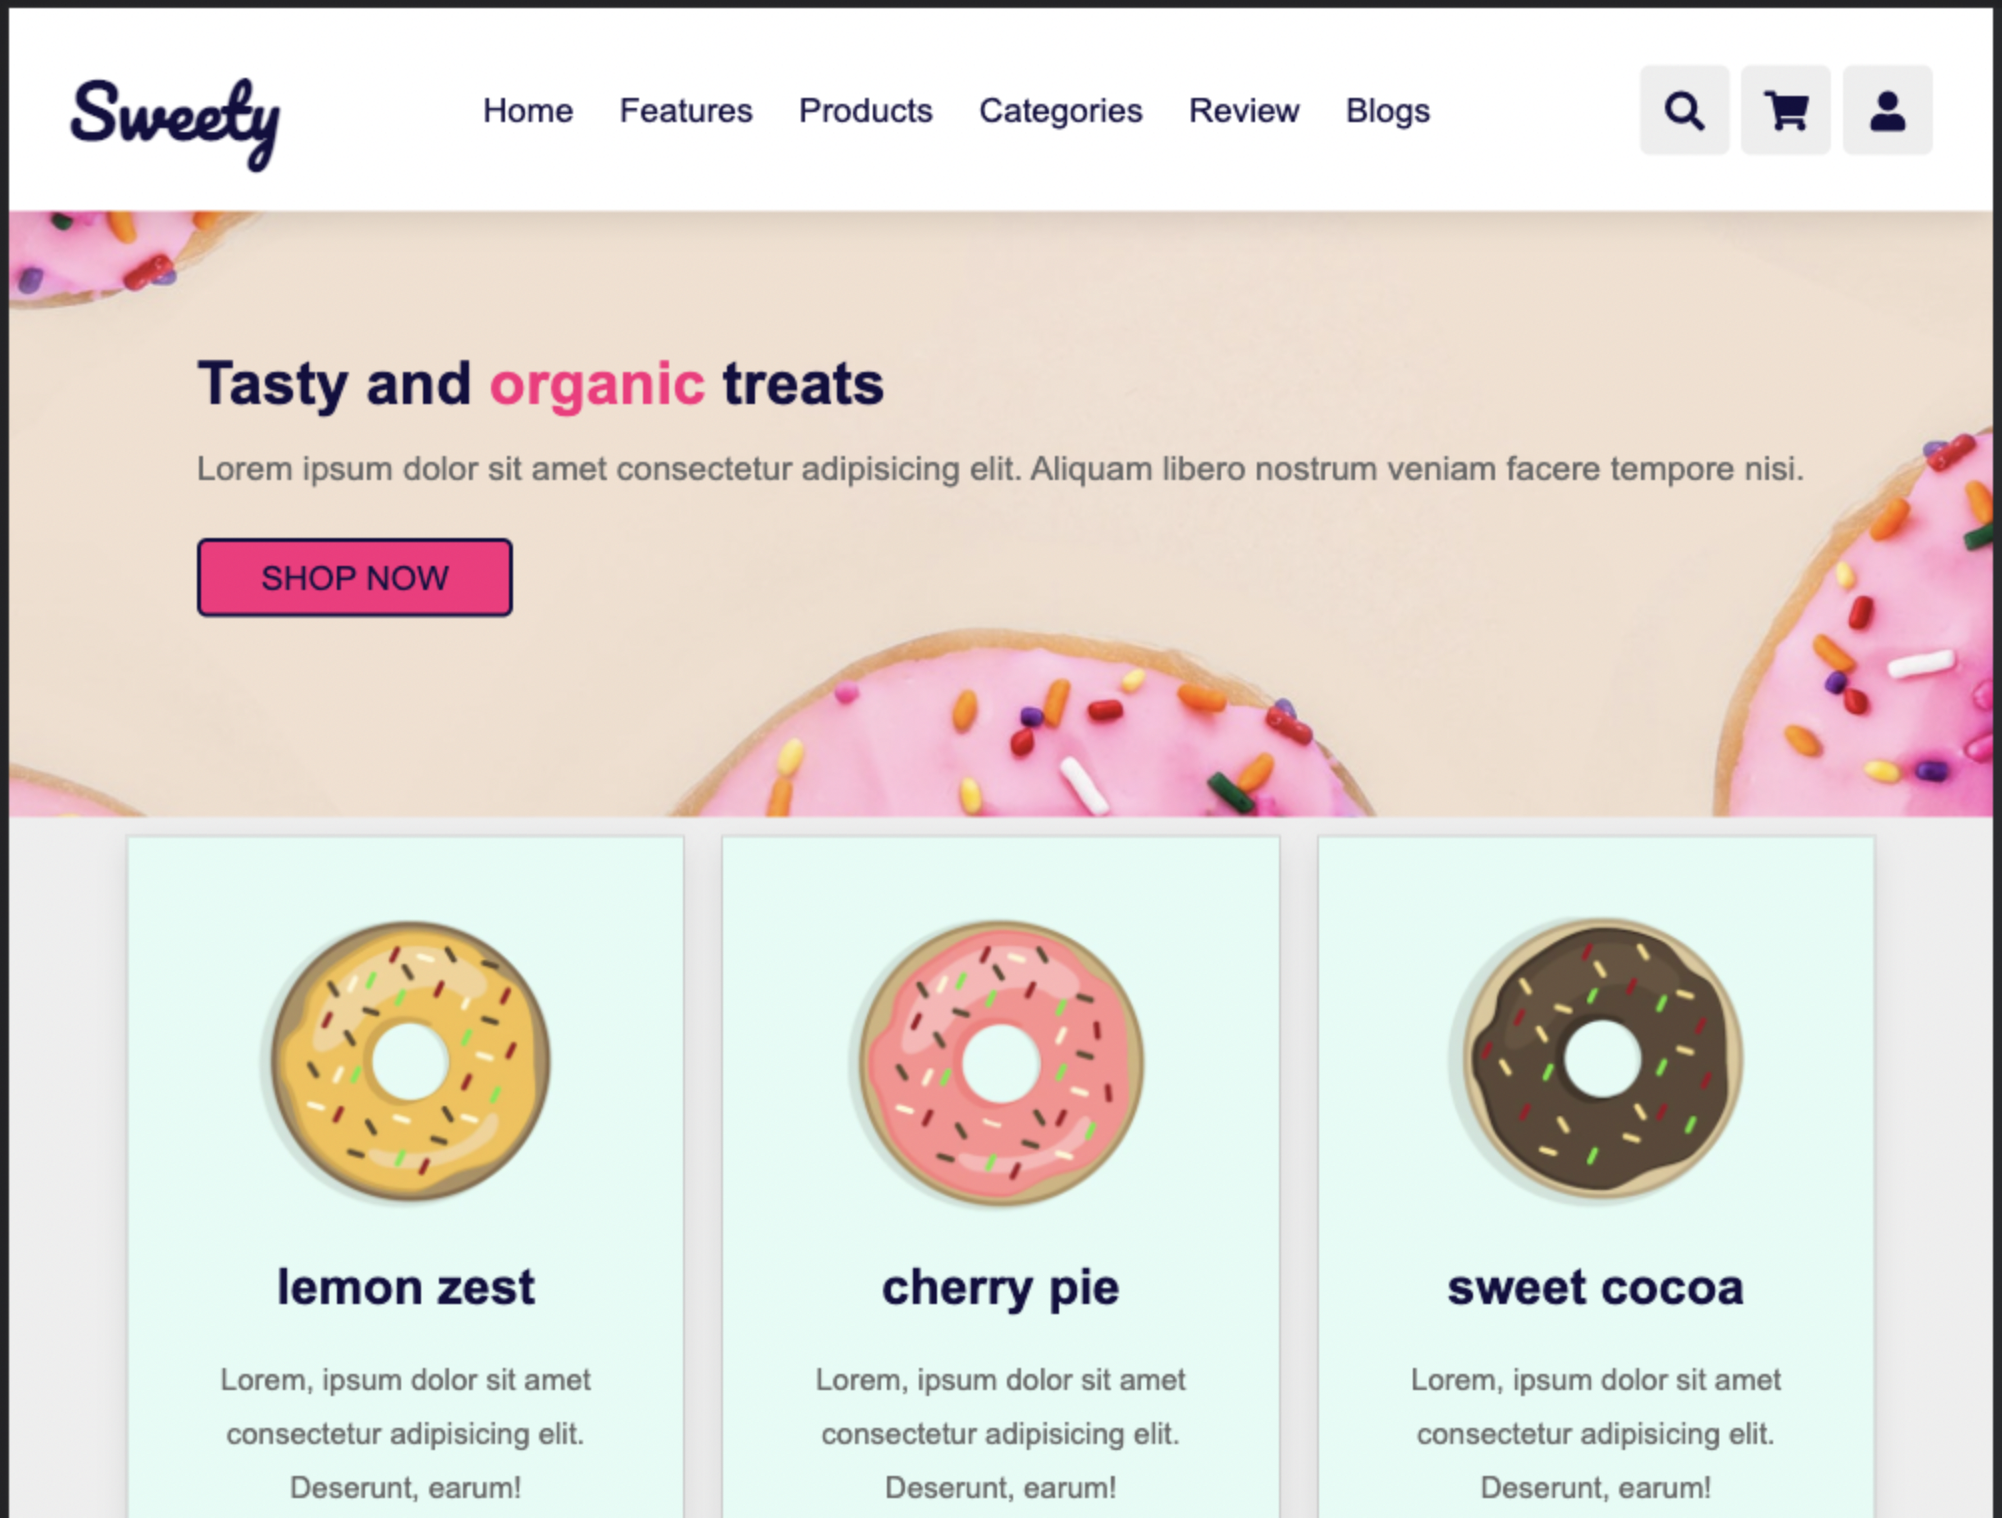 Sweety
Home Features Products Categories Review Blogs
Tasty and organic treats
Lorem ipsum dolor sit amet consectetur adipisicing elit. Aliquam libero nostrum veniam facere tempore nisi.
SHOP NOW
lemon zest
Lorem, ipsum dolor sit amet
consectetur adipisicing elit.
Deserunt, earum!
cherry pie
Lorem, ipsum dolor sit amet
consectetur adipisicing elit.
Deserunt, earum!
sweet cocoa
Lorem, ipsum dolor sit amet
consectetur adipisicing elit.
Deserunt, earum!